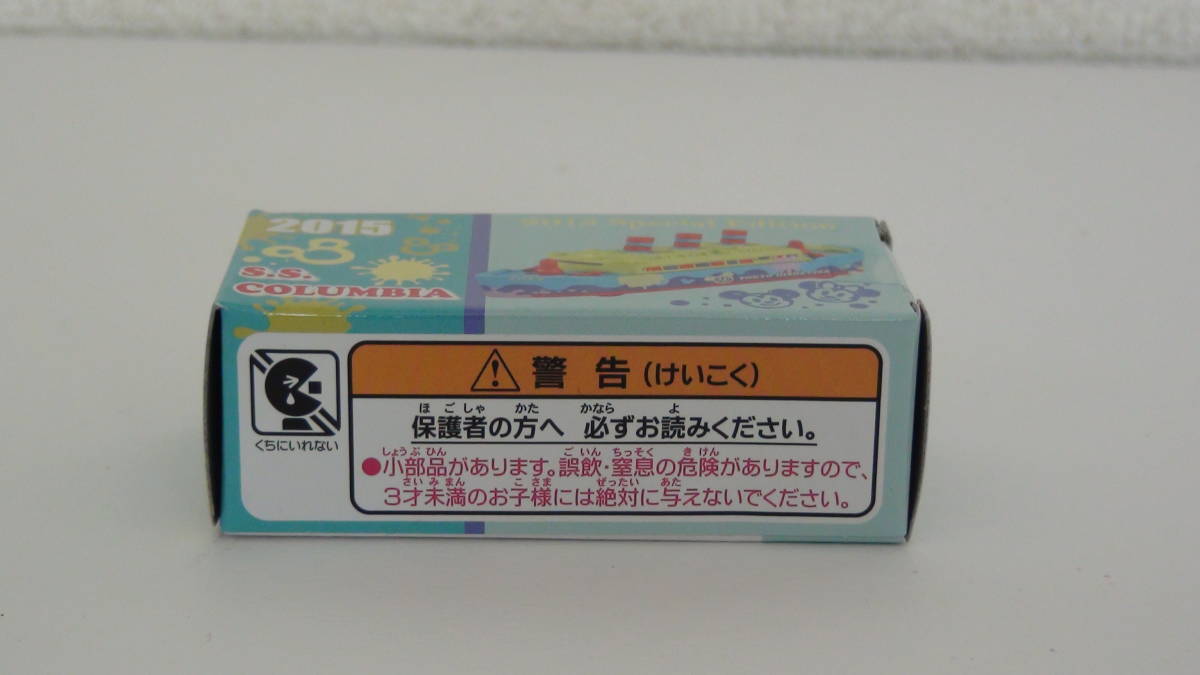 2015
S.S.
COLUMBIA
2015 Special Edition
警告(けいこく)
ほごしゃ かた かなら よ
保護者の方へ 必ずお読みください。
くちにいれない
しょうぶひん ごいん ちっそく きけん
●小部品があります。誤飲・窒息の危険がありますので、
さいみまん こさま ぜったい あた
3才未満のお子様には絶対に与えないでください。